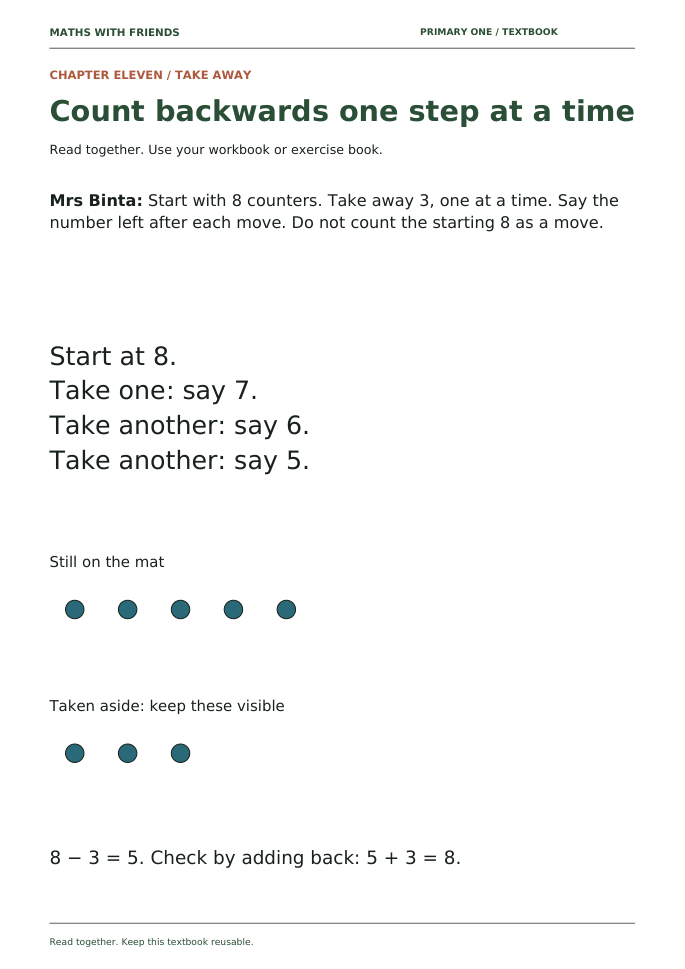 MATHS WITH FRIENDS
PRIMARY ONE / TEXTBOOK
CHAPTER ELEVEN / TAKE AWAY
Count backwards one step at a time
Read together. Use your workbook or exercise book.
Mrs Binta: Start with 8 counters. Take away 3, one at a time. Say the
number left after each move. Do not count the starting 8 as a move.
Start at 8.
Take one: say 7.
Take another: say 6.
Take another: say 5.
Still on the mat
Taken aside: keep these visible
8 − 3 = 5. Check by adding back: 5 + 3 = 8.
Read together. Keep this textbook reusable.